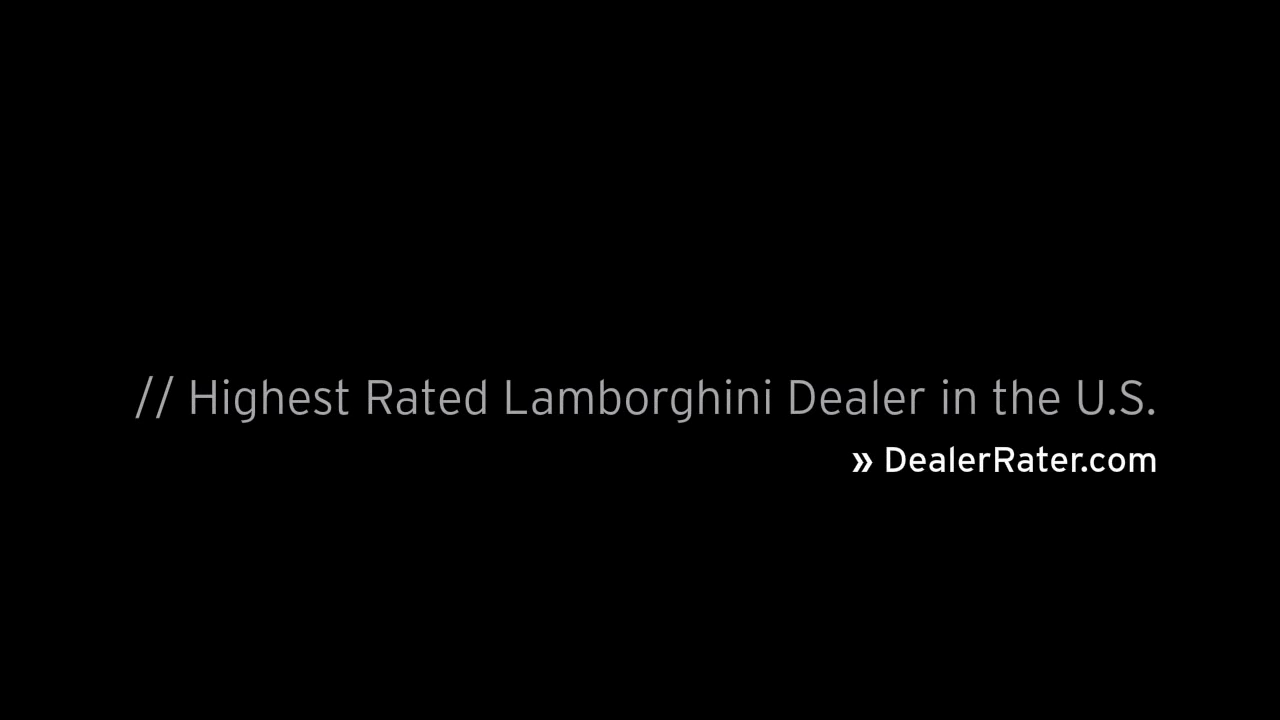 // Highest Rated Lamborghini Dealer in the U.S.
» DealerRater.com